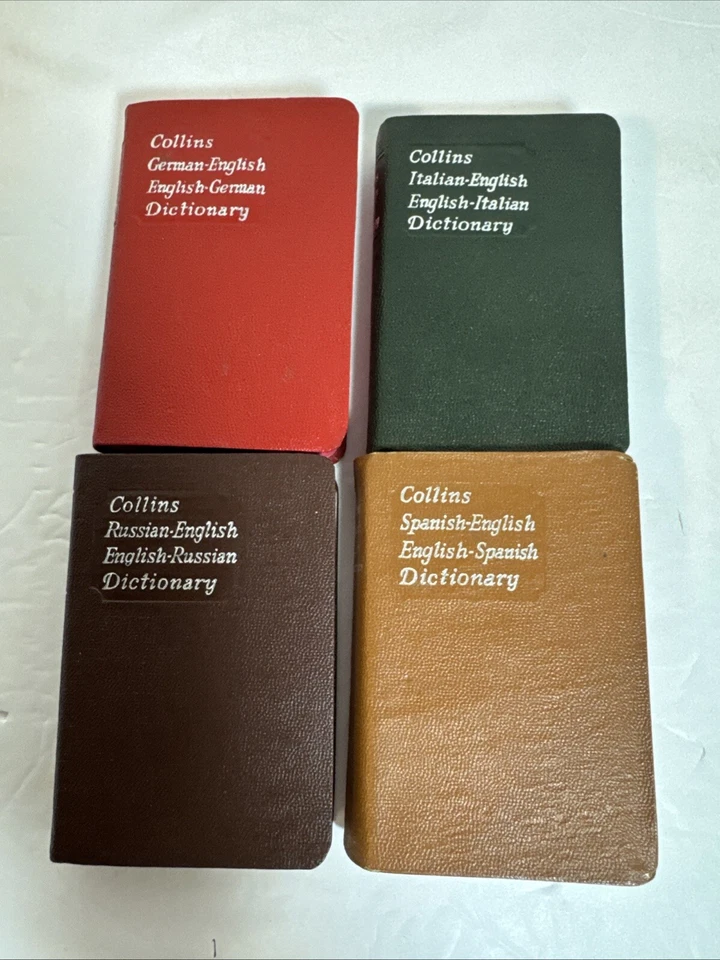 Collins
German-English
English-German
Dictionary
Collins
Italian-English
English-Italian
Dictionary
Collins
Russian-English
English-Russian
Dictionary
Collins
Spanish-English
English-Spanish
Dictionary